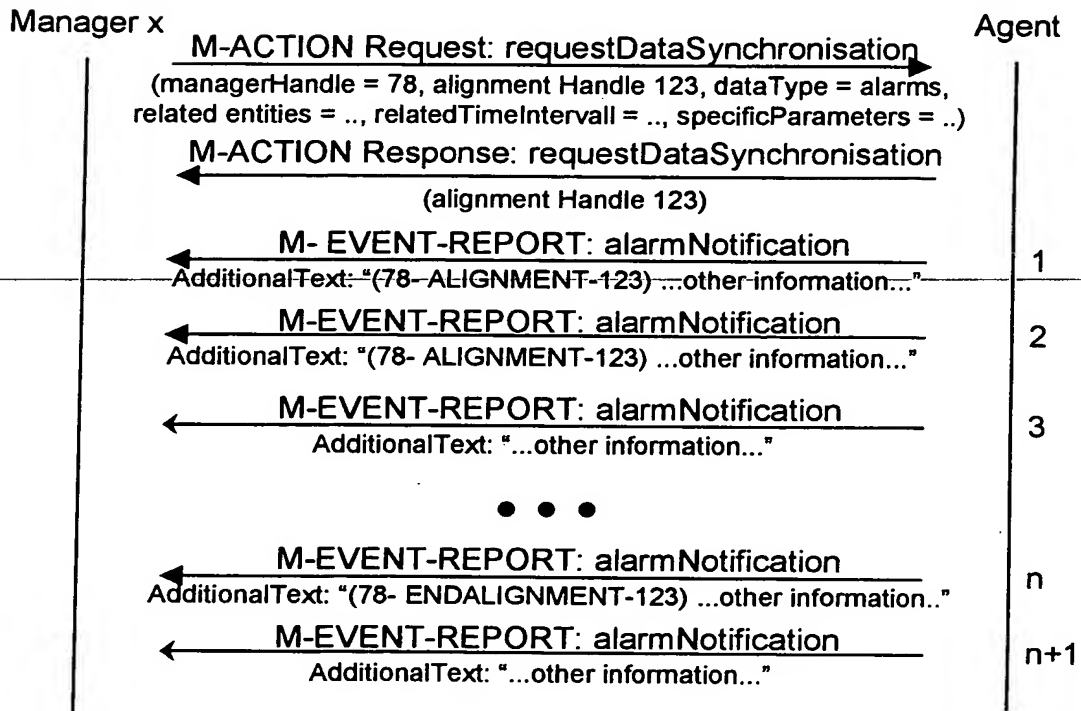 Manager x
Agent
M-ACTION Request: requestDataSynchronisation
(managerHandle = 78, alignment Handle 123, dataType = alarms,
related entities = .., relatedTimeIntervall = .., specificParameters = ..)
M-ACTION Response: requestDataSynchronisation
(alignment Handle 123)
M- EVENT-REPORT: alarmNotification
1
AdditionalText: "(78- ALIGNMENT-123) ...other information..."
M-EVENT-REPORT: alarmNotification
2
AdditionalText: "(78- ALIGNMENT-123) ...other information..."
M-EVENT-REPORT: alarmNotification
3
AdditionalText: "...other information..."
• • •
M-EVENT-REPORT: alarmNotification
n
AdditionalText: "(78- ENDALIGNMENT-123) ...other information.."
M-EVENT-REPORT: alarmNotification
n+1
AdditionalText: "...other information..."